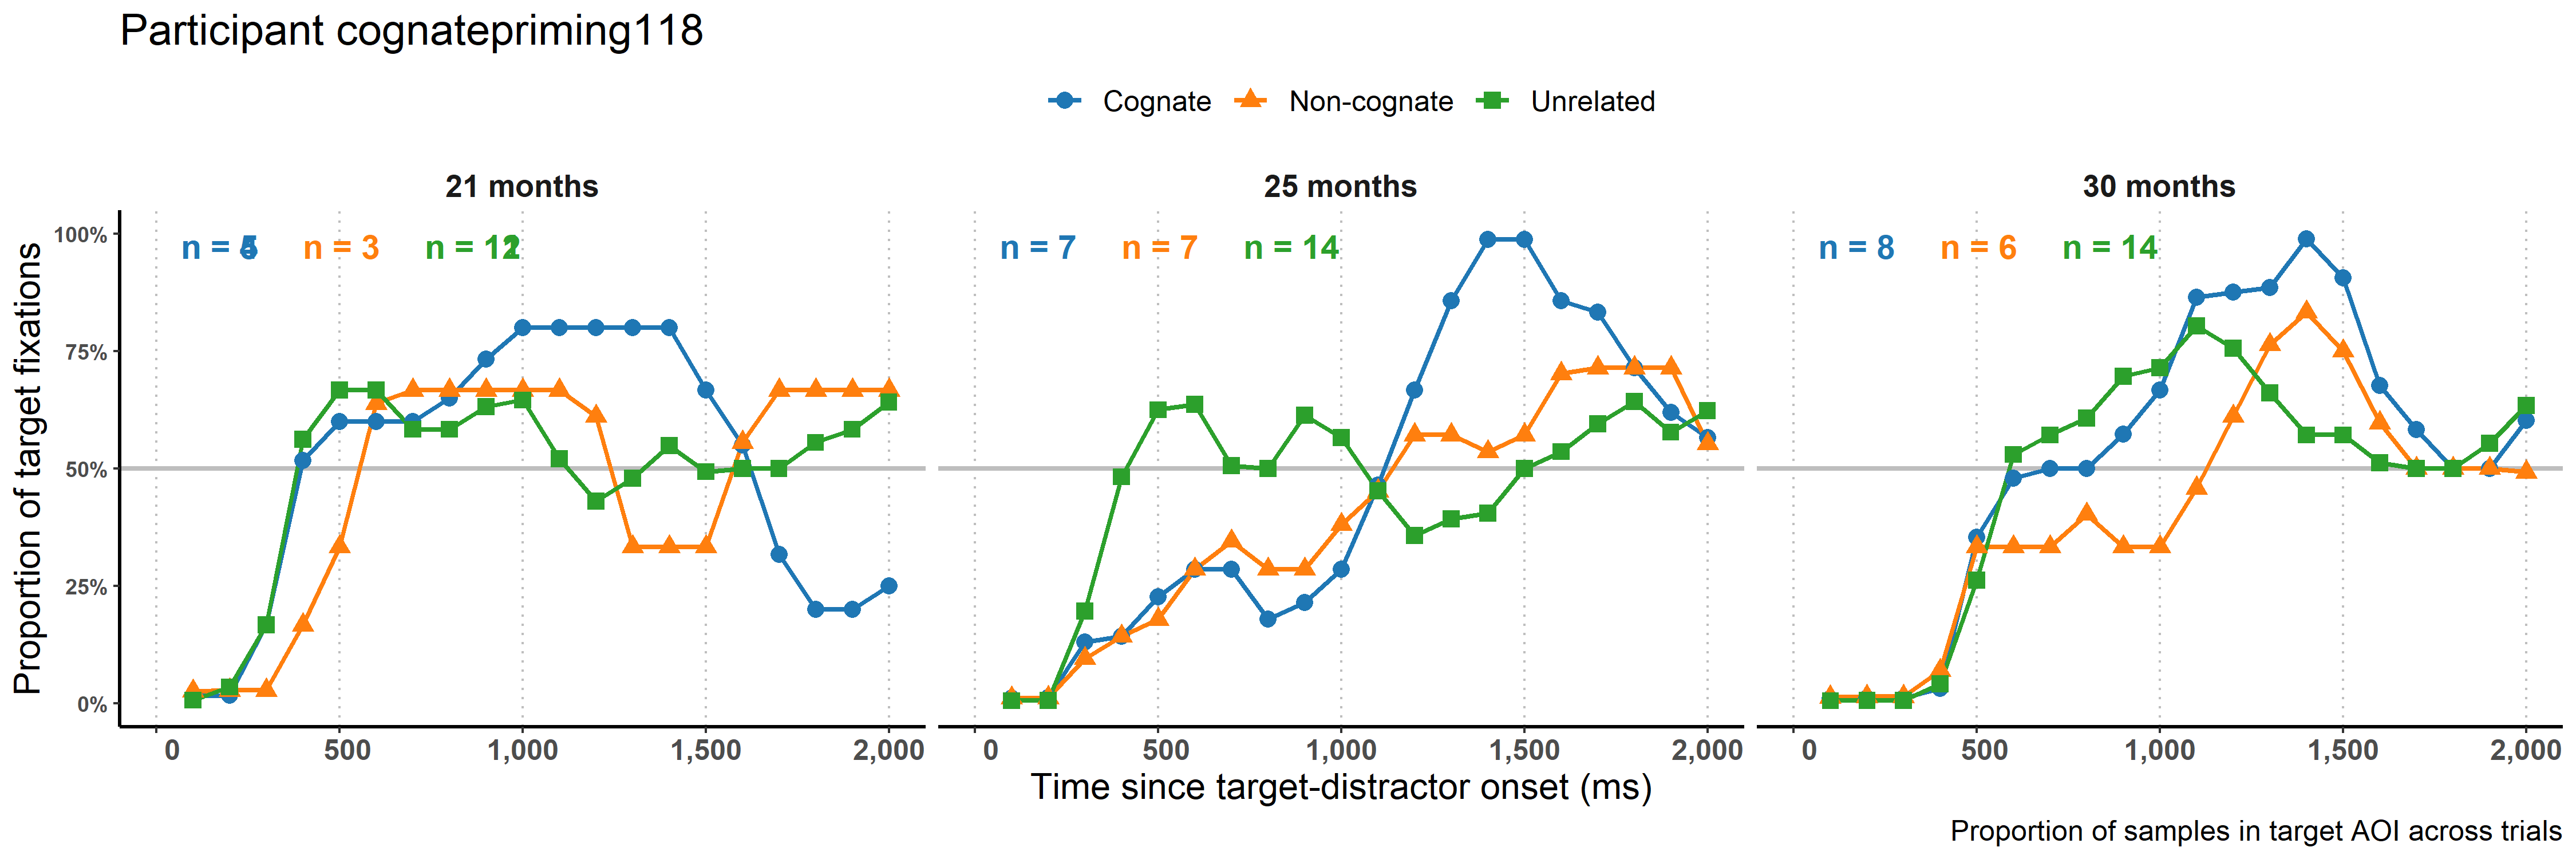 Participant cognatepriming118
Cognate Non-cognate Unrelated
21 months 25 months 30 months
n = n = 3 n = n = 7 n = 7 n = 14 n = 8 n = 6 n = 14
100%
75%
50%
25%
0%
Proportion of target fixations
0 500 1,000 1,500 2,000 0 500 1,000 1,500 2,000 0 500 1,000 1,500 2,000
Time since target-distractor onset (ms)
Proportion of samples in target AOI across trials